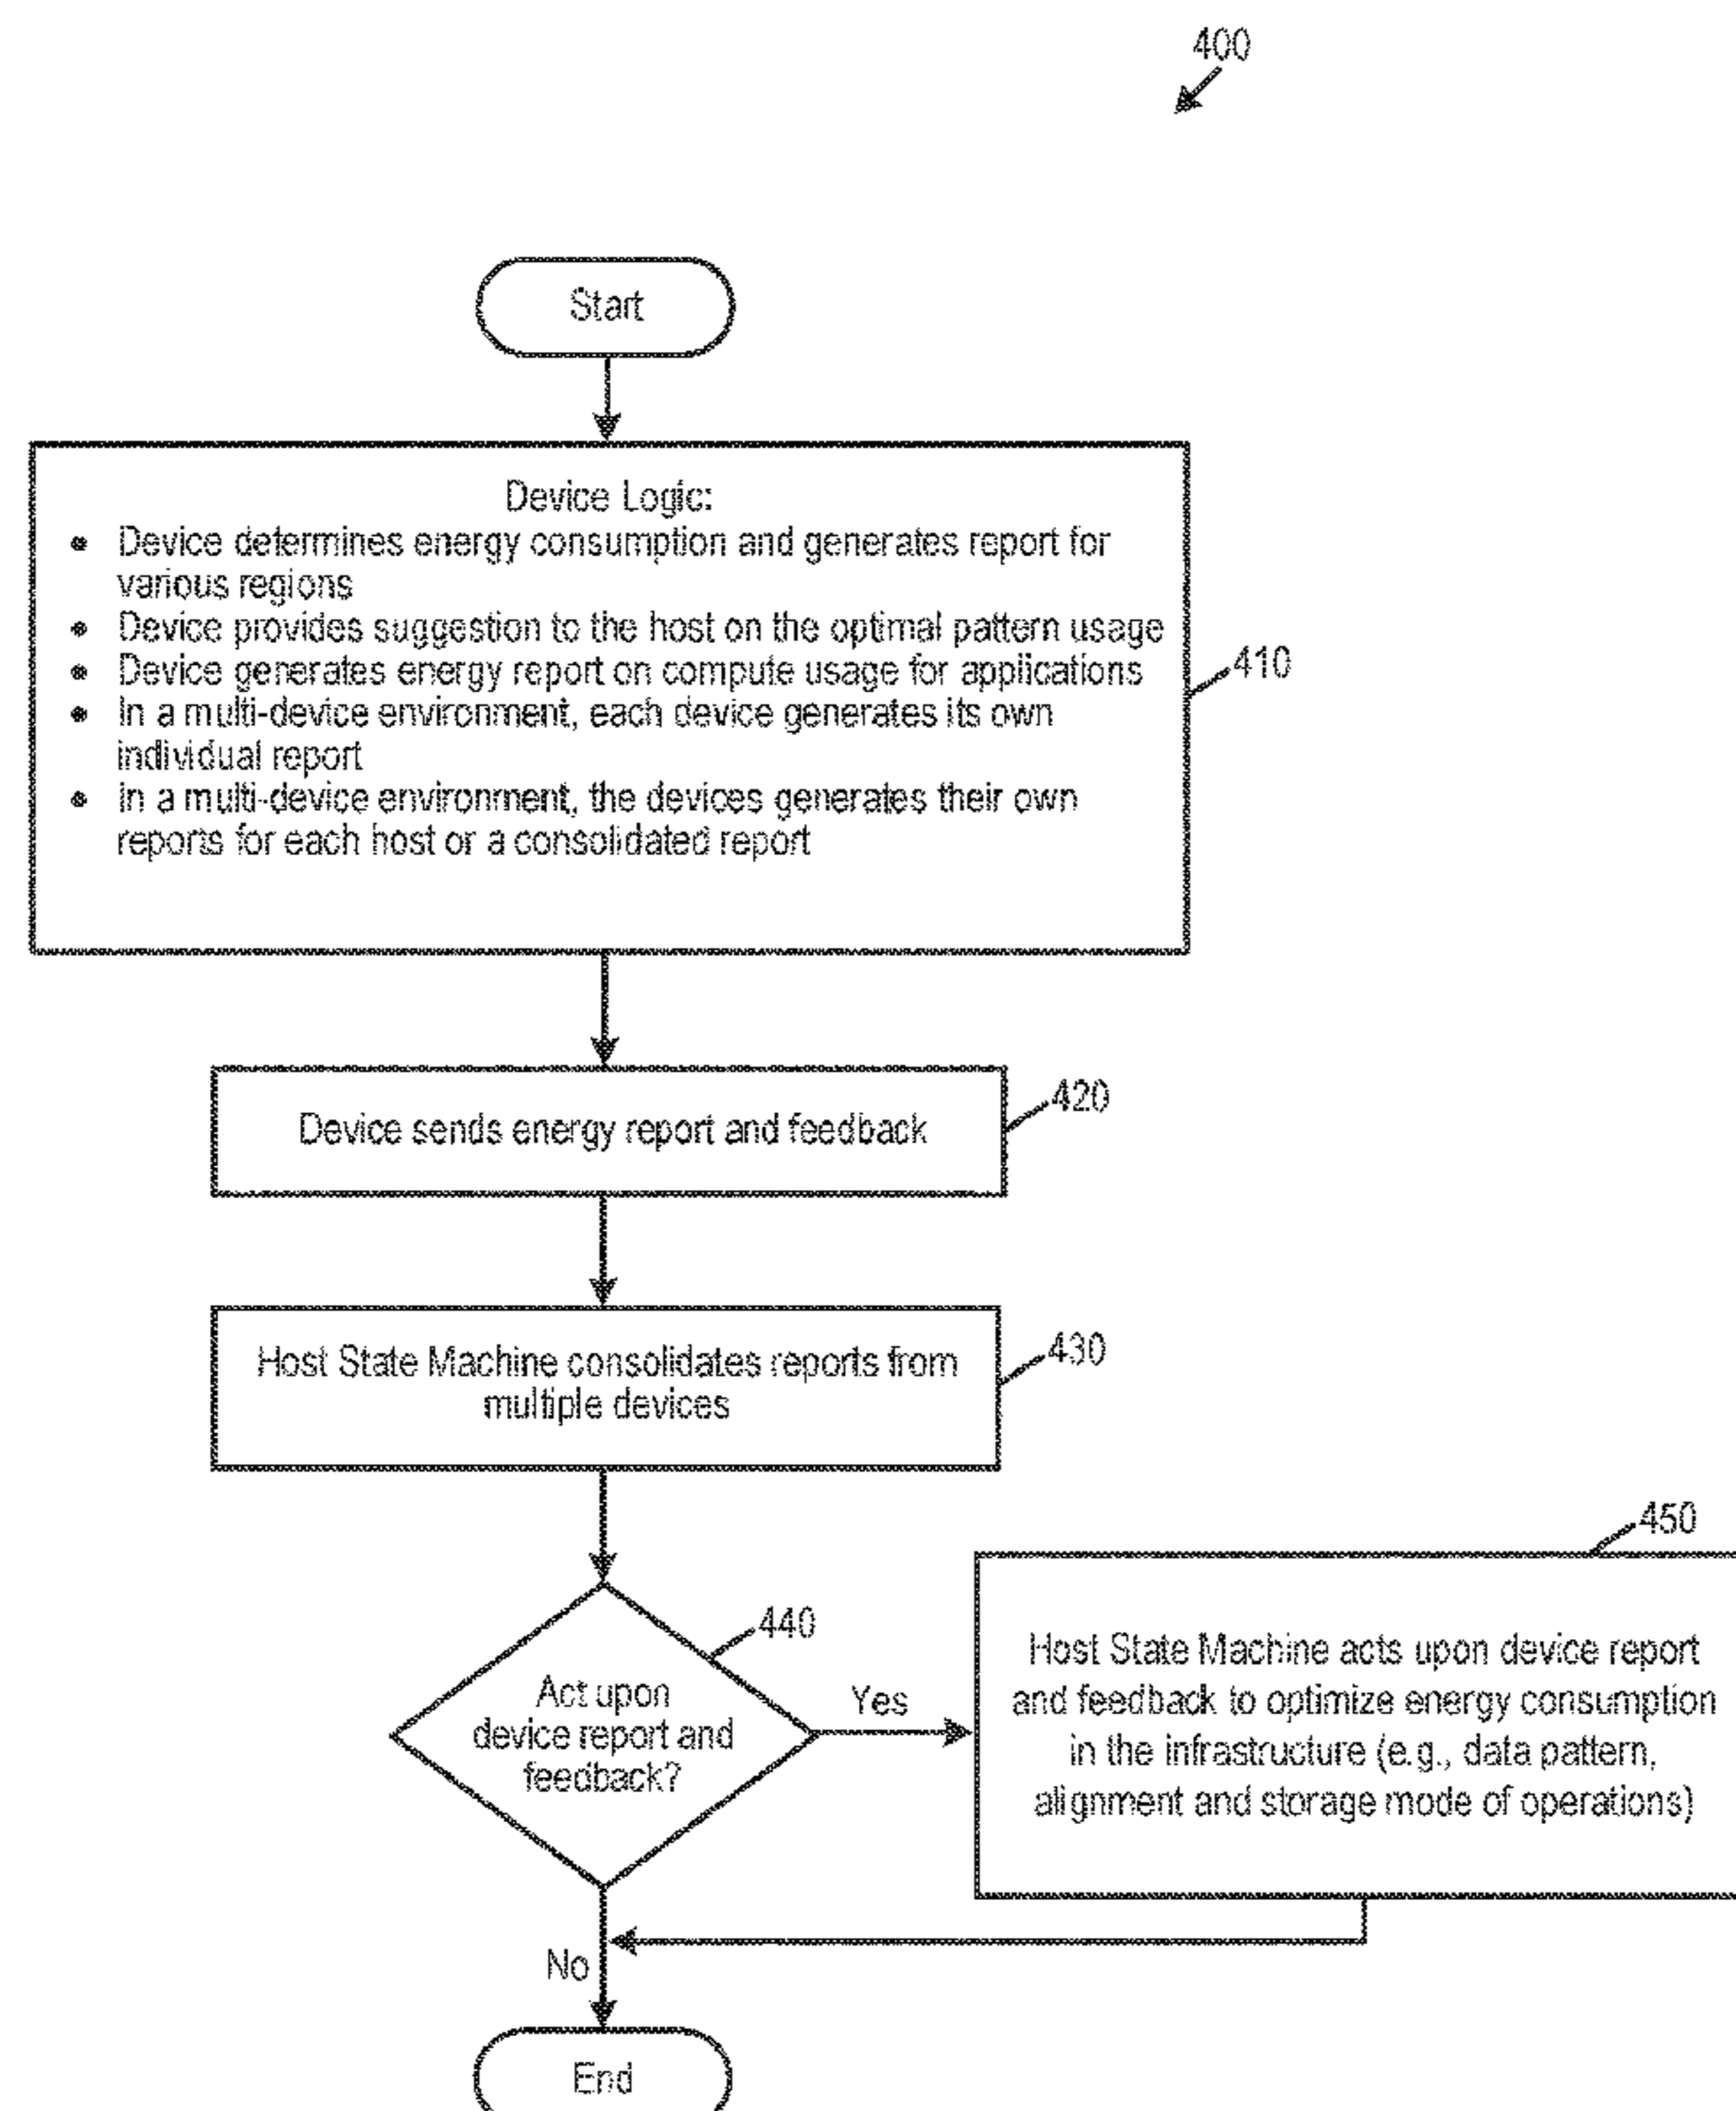 400
Start
Device Logic:
• Device determines energy consumption and generates report for
various regions
• Device provides suggestion to the host on the optimal pattern usage
• Device generates energy report on compute usage for applications
• In a multi-device environment, each device generates its own
individual report
• In a multi-device environment, the devices generates their own
reports for each host or a consolidated report
410
Device sends energy report and feedback
420
Host State Machine consolidates reports from
multiple devices
430
Act upon
device report and
feedback?
440
Yes
450
Host State Machine acts upon device report
and feedback to optimize energy consumption
in the infrastructure (e.g., data pattern,
alignment and storage mode of operations)
No
End